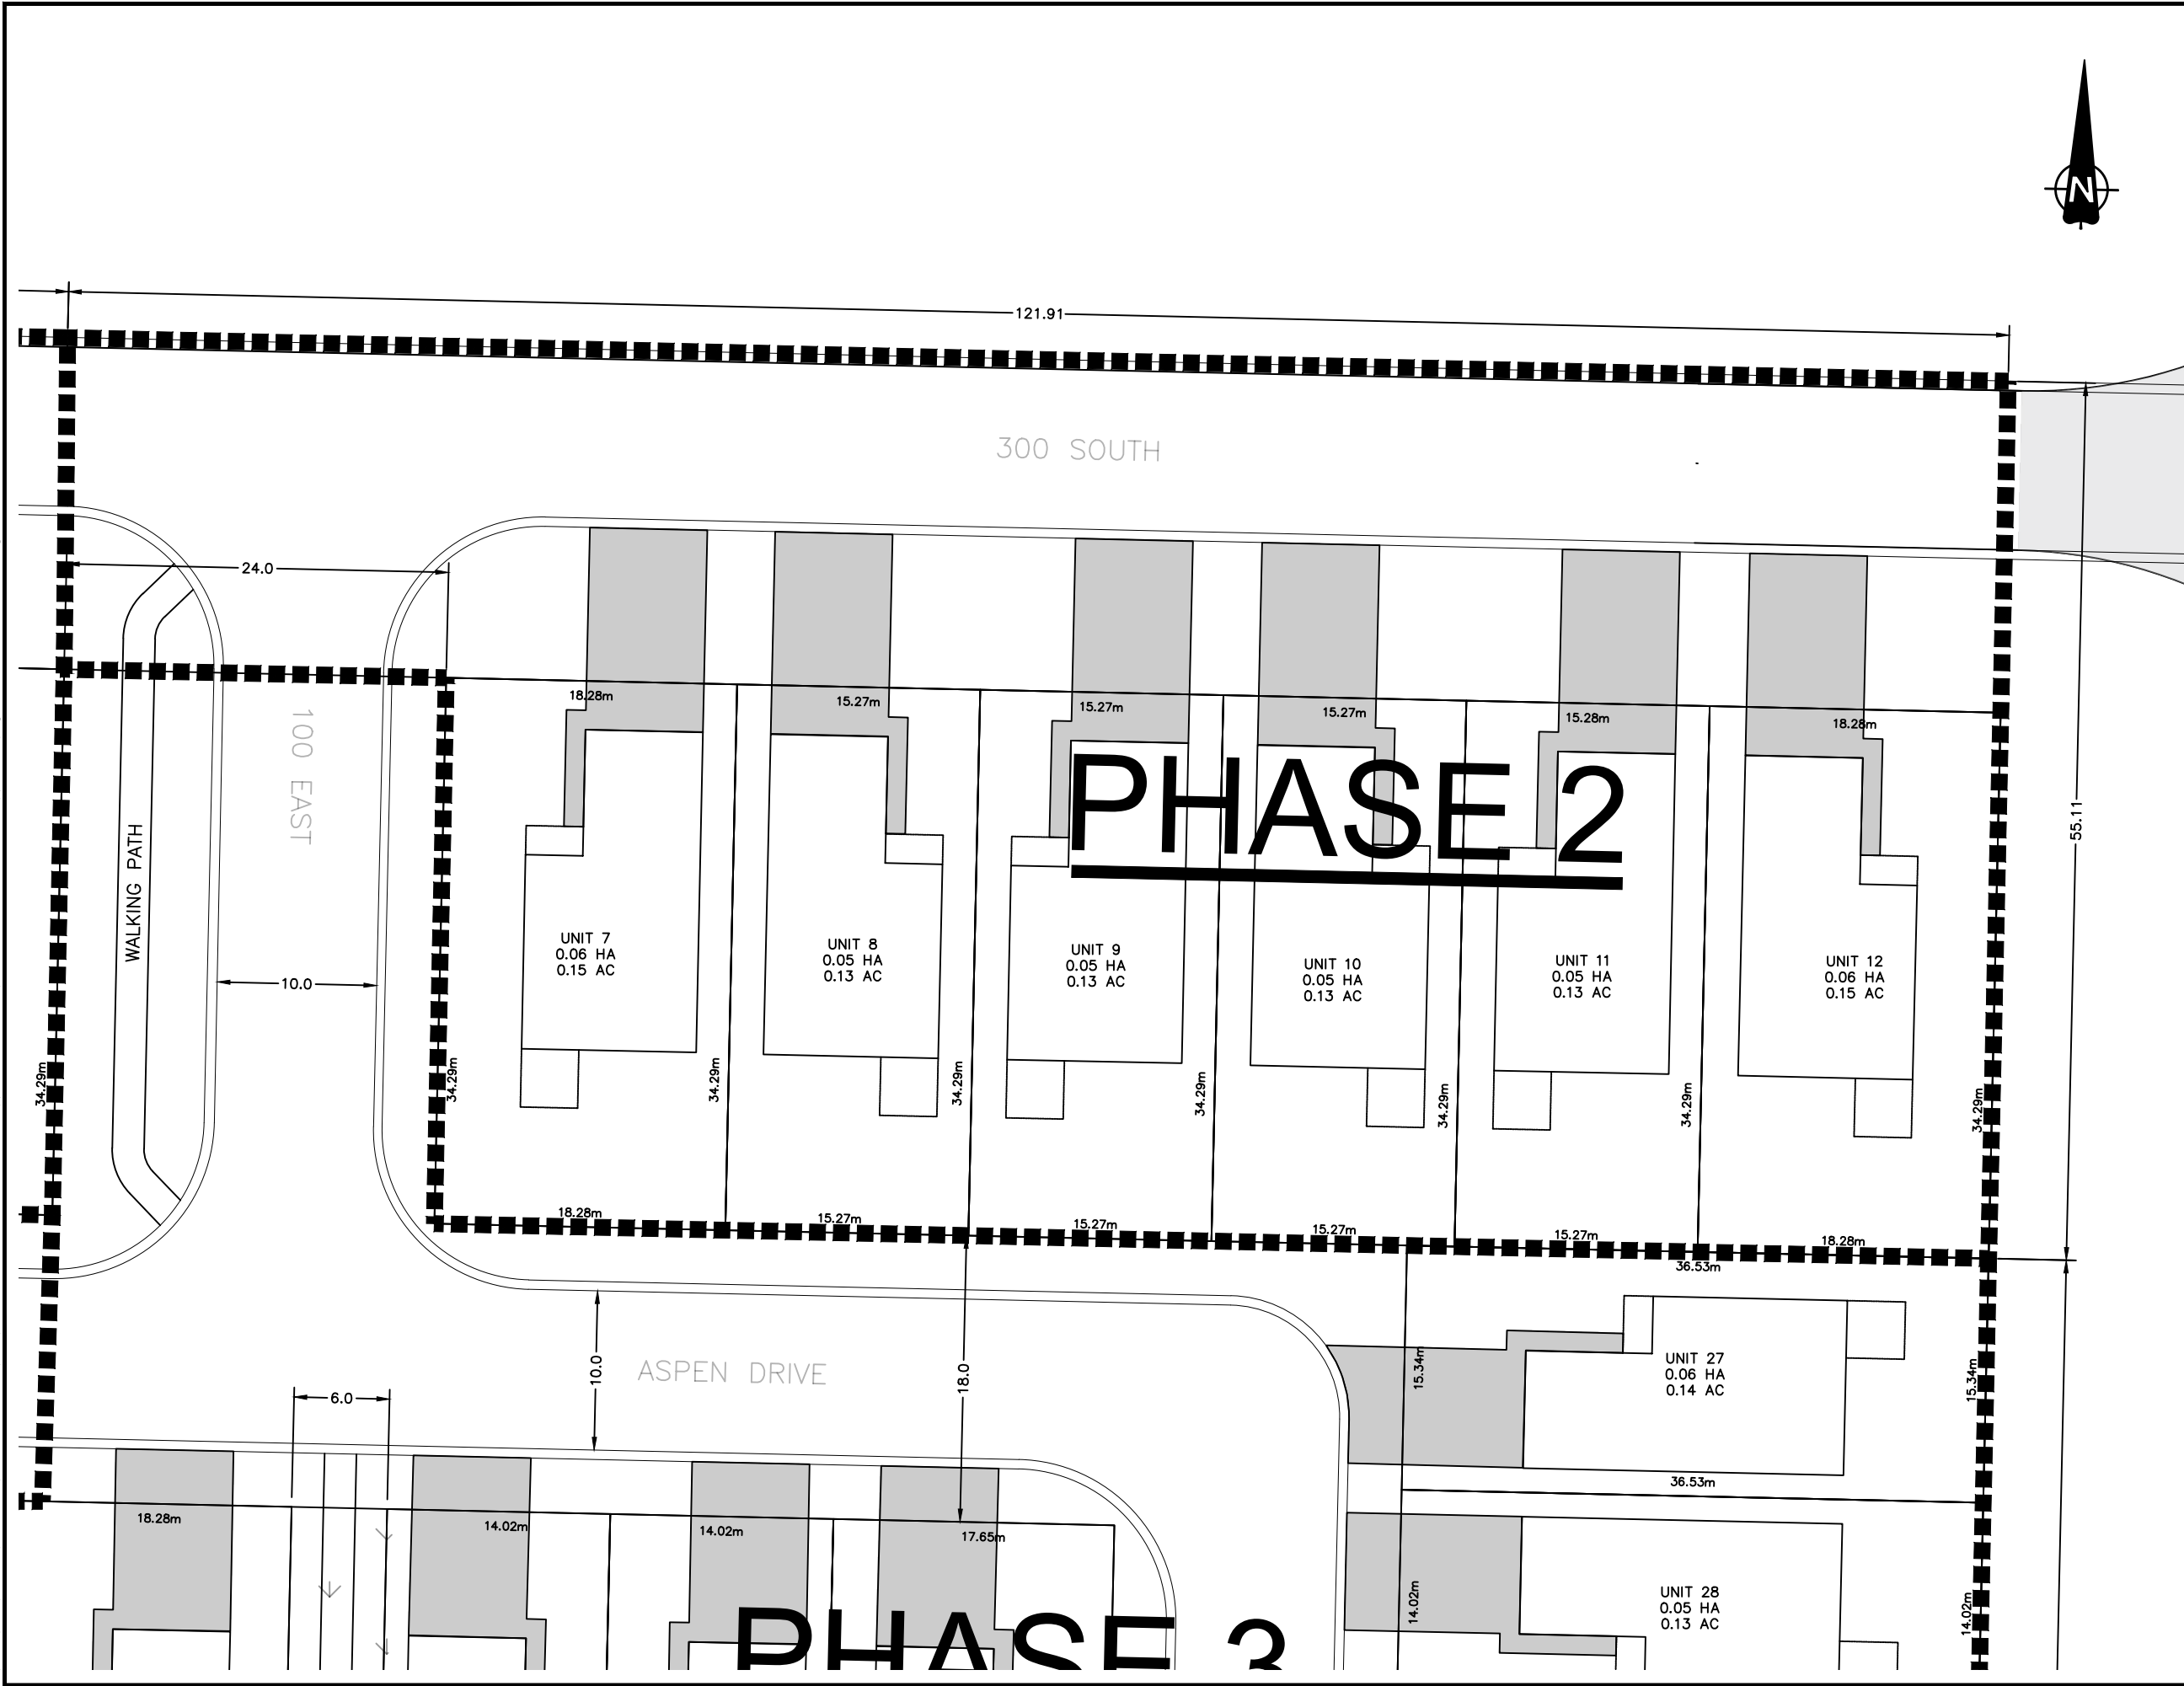 N
121.91
300 SOUTH
24.0
55.11
18.28m
15.27m
15.27m
15.27m
15.28m
18.28m
100 EAST
WALKING PATH
PHASE 2
10.0
UNIT 7
0.06 HA
0.15 AC
UNIT 8
0.05 HA
0.13 AC
UNIT 9
0.05 HA
0.13 AC
UNIT 10
0.05 HA
0.13 AC
UNIT 11
0.05 HA
0.13 AC
UNIT 12
0.06 HA
0.15 AC
34.29m
34.29m
34.29m
34.29m
34.29m
34.29m
34.29m
34.29m
18.28m
15.27m
15.27m
15.27m
15.27m
18.28m
36.53m
10.0
ASPEN DRIVE
18.0
15.34m
UNIT 27
0.06 HA
0.14 AC
15.34m
6.0
36.53m
18.28m
14.02m
14.02m
17.65m
14.02m
UNIT 28
0.05 HA
0.13 AC
14.02m
PHASE 3